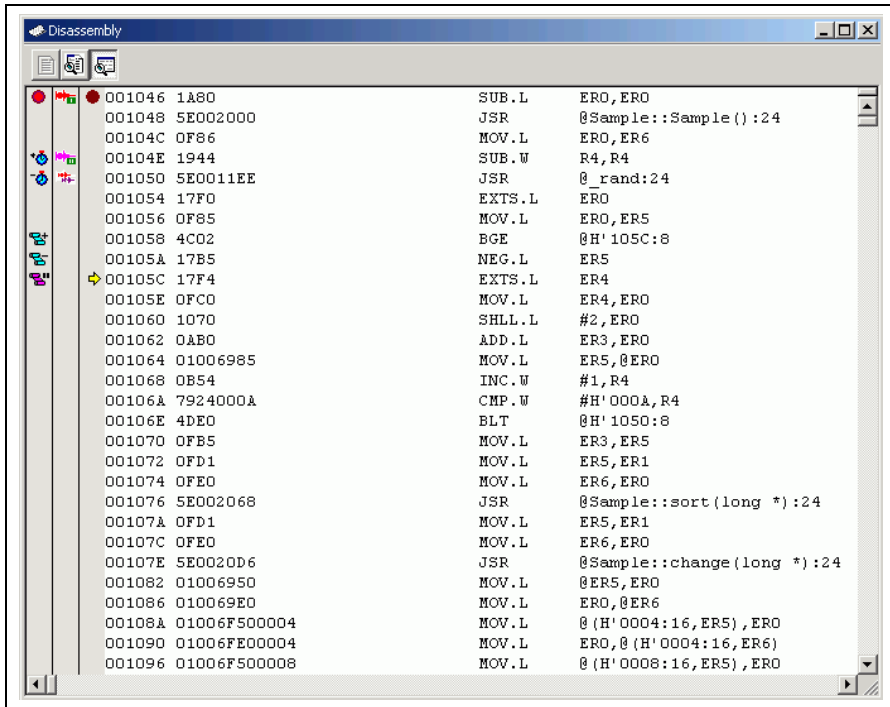 Disassembly
001046 1A80 SUB.L ER0,ER0
001048 5E002000 JSR @Sample::Sample():24
00104C 0F86 MOV.L ER0,ER6
00104E 1944 SUB.W R4,R4
001050 5E0011EE JSR @_rand:24
001054 17F0 EXTS.L ER0
001056 0F85 MOV.L ER0,ER5
001058 4C02 BGE @H'105C:8
00105A 17B5 NEG.L ER5
00105C 17F4 EXTS.L ER4
00105E 0FC0 MOV.L ER4,ER0
001060 1070 SHLL.L #2,ER0
001062 0AB0 ADD.L ER3,ER0
001064 01006985 MOV.L ER5,@ER0
001068 0B54 INC.W #1,R4
00106A 7924000A CMP.W #H'000A,R4
00106E 4DE0 BLT @H'1050:8
001070 0FB5 MOV.L ER3,ER5
001072 0FD1 MOV.L ER5,ER1
001074 0FE0 MOV.L ER6,ER0
001076 5E002068 JSR @Sample::sort(long *):24
00107A 0FD1 MOV.L ER5,ER1
00107C 0FE0 MOV.L ER6,ER0
00107E 5E0020D6 JSR @Sample::change(long *):24
001082 01006950 MOV.L @ER5,ER0
001086 010069E0 MOV.L ER0,@ER6
00108A 01006F500004 MOV.L @(H'0004:16,ER5),ER0
001090 01006FE00004 MOV.L ER0,@(H'0004:16,ER6)
001096 01006F500008 MOV.L @(H'0008:16,ER5),ER0